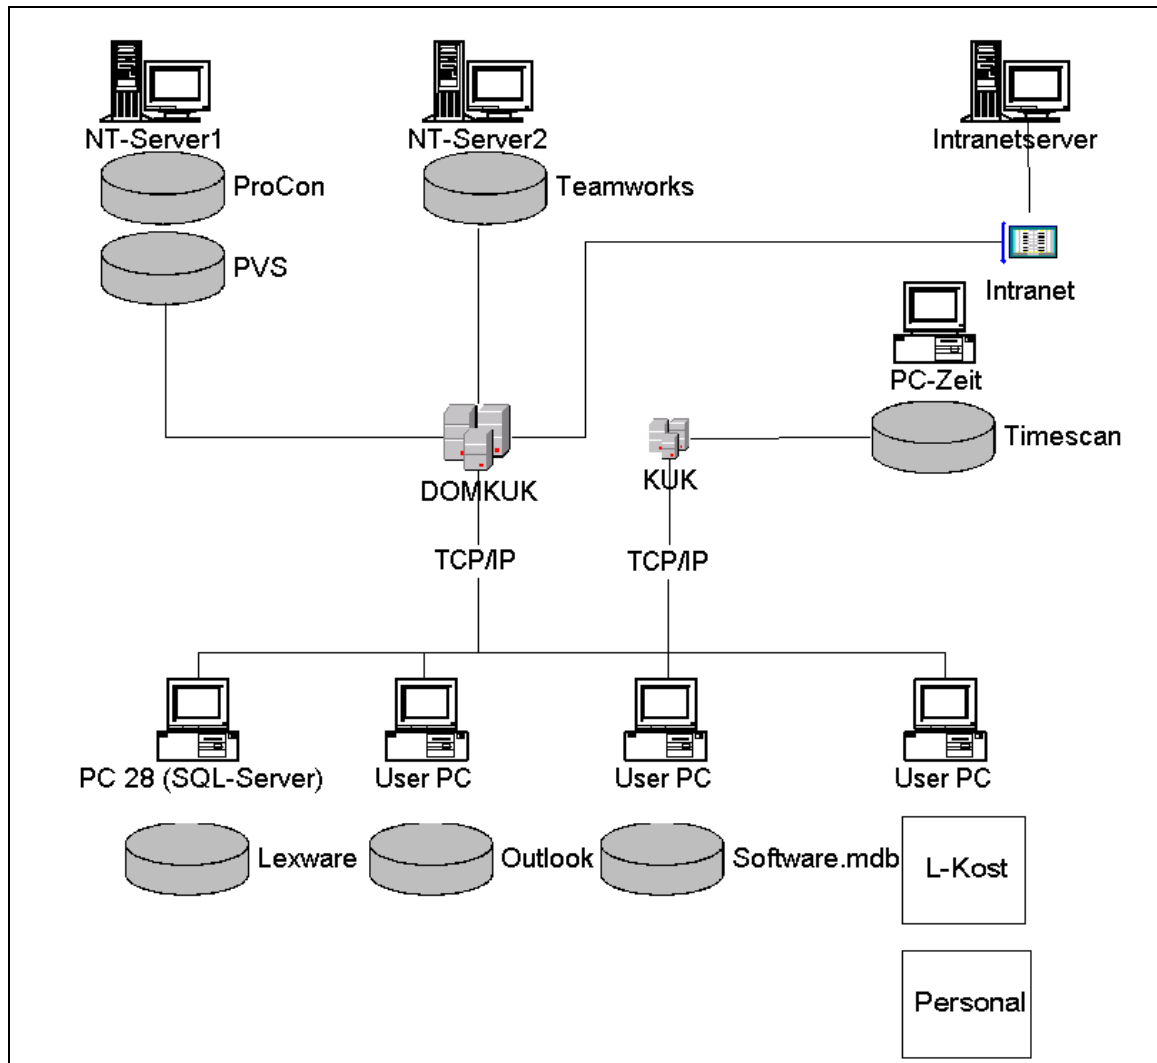 NT-Server1
NT-Server2
Intranetserver
ProCon
Teamworks
PVS
Intranet
PC-Zeit
Timescan
DOMKUK
KUK
TCP/IP
TCP/IP
PC 28 (SQL-Server)
User PC
User PC
User PC
Lexware
Outlook
Software.mdb
L-Kost
Personal